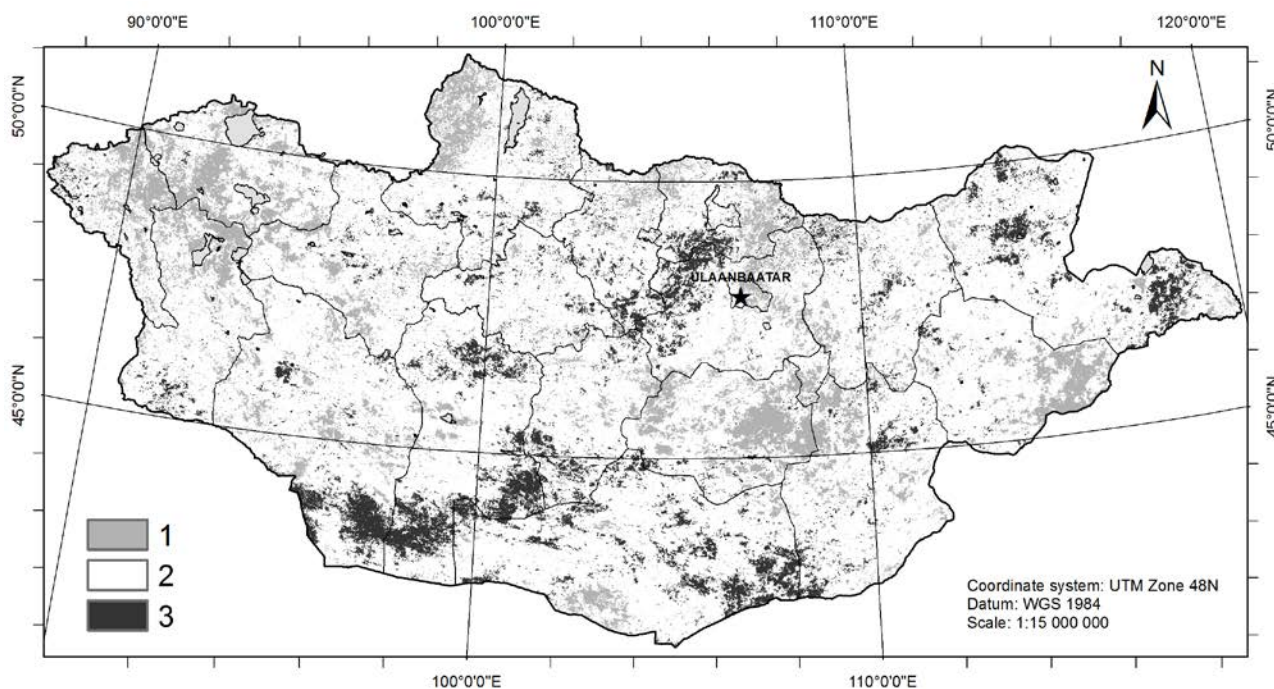 90°0'0"E 100°0'0"E 110°0'0"E 120°0'0"E
N
50°0'0"N
50°0'0"N
ULAANBAATAR
45°0'0"N
45°0'0"N
1
2
3
Coordinate system: UTM Zone 48N
Datum: WGS 1984
Scale: 1:15 000 000
100°0'0"E 110°0'0"E